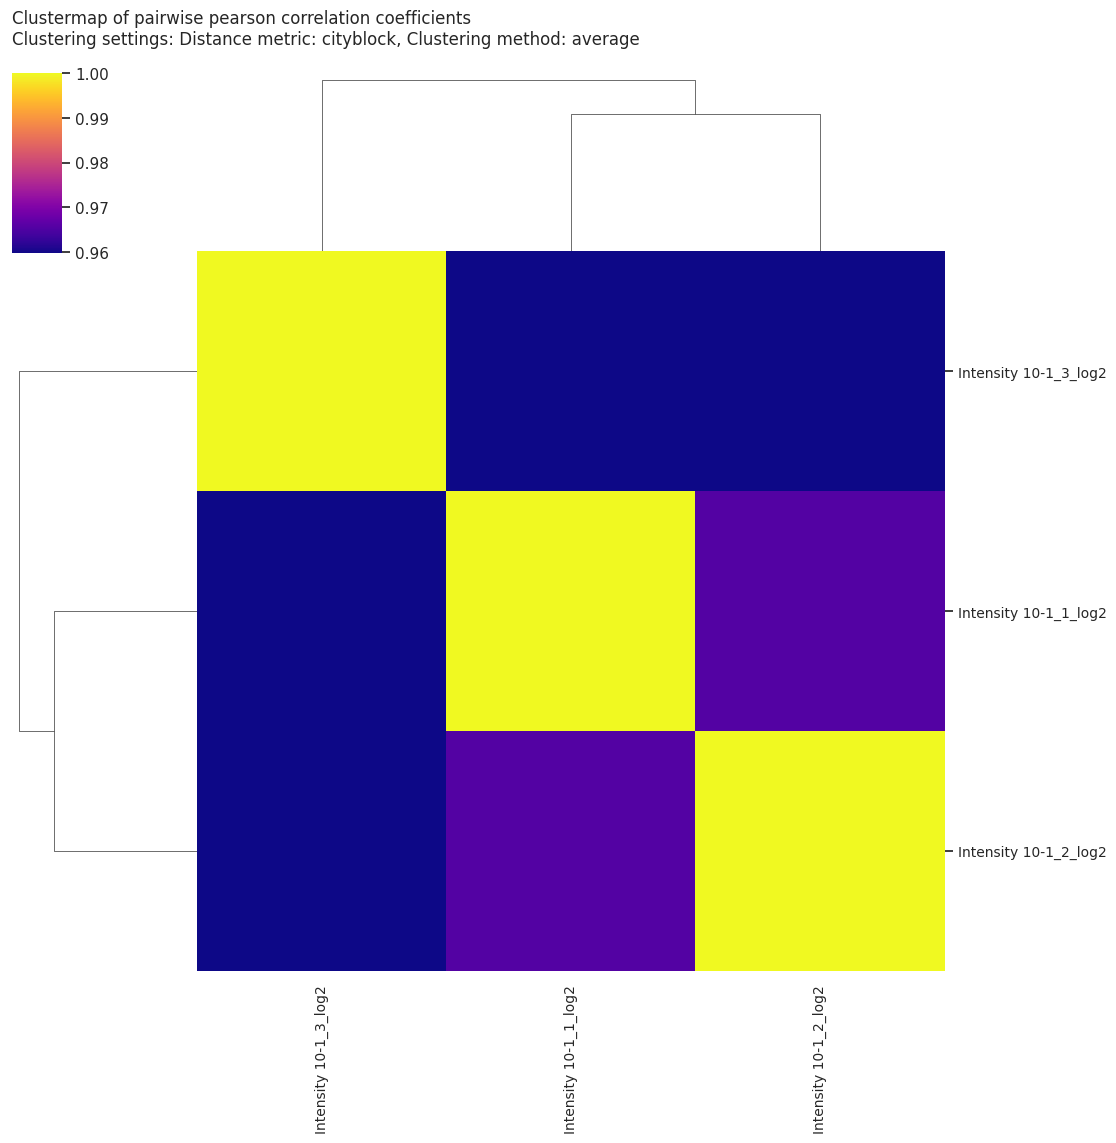 Clustermap of pairwise pearson correlation coefficients
Clustering settings: Distance metric: cityblock, Clustering method: average
1.00
0.99
0.98
0.97
0.96
Intensity 10-1_3_log2
Intensity 10-1_1_log2
Intensity 10-1_2_log2
Intensity 10-1_3_log2
Intensity 10-1_1_log2
Intensity 10-1_2_log2